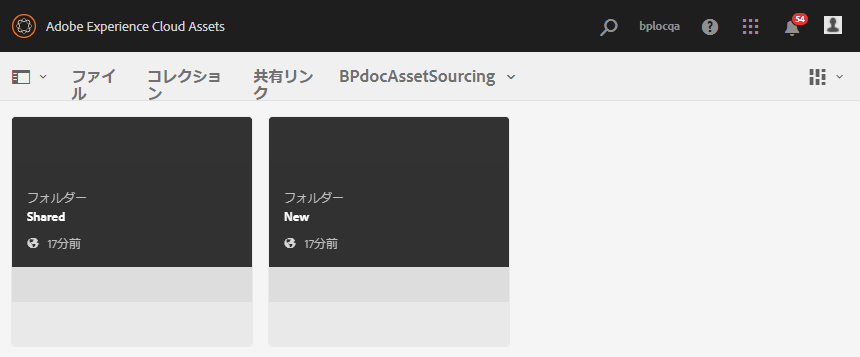 Adobe Experience Cloud Assets
bplocqa
?
54
ファイ
ル
コレクショ
ン
共有リン
ク
BPdocAssetSourcing
フォルダー
Shared
17分前
フォルダー
New
17分前